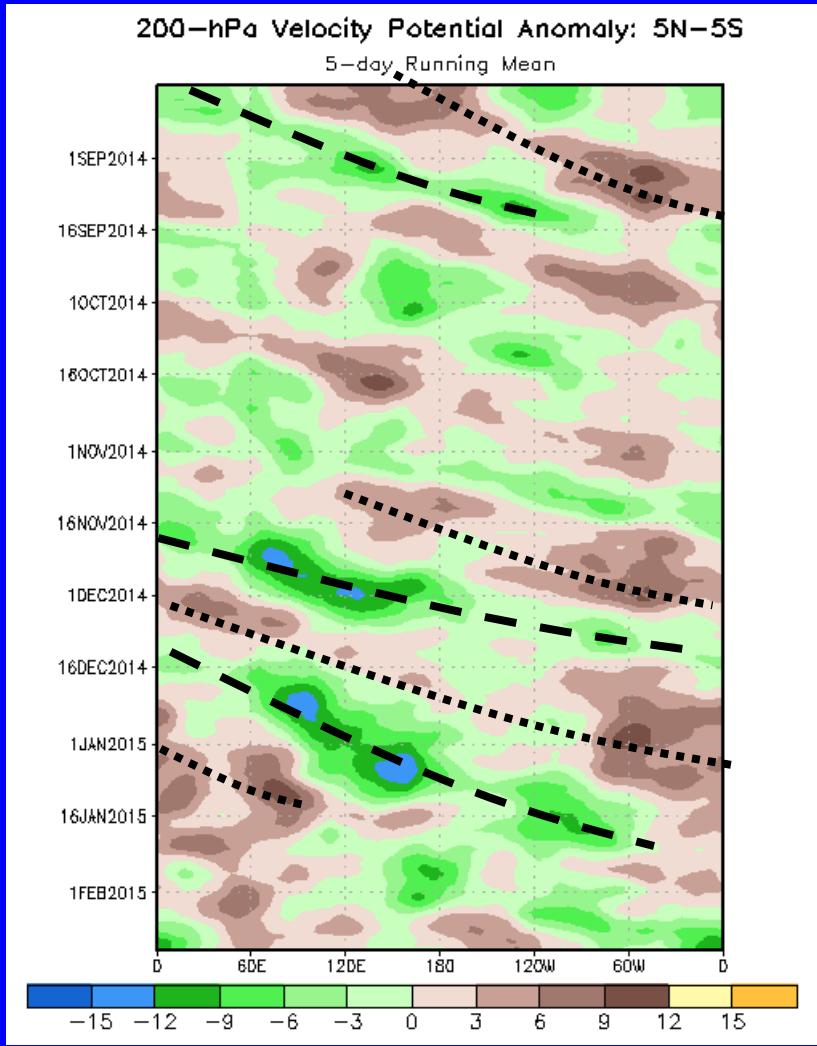 200-hPa Velocity Potential Anomaly: 5N-5S
5-day Running Mean
1SEP2014
16SEP2014
1OCT2014
16OCT2014
1NOV2014
16NOV2014
1DEC2014
16DEC2014
1JAN2015
16JAN2015
1FEB2015
0 60E 120E 180 120W 60W 0
-15 -12 -9 -6 -3 0 3 6 9 12 15